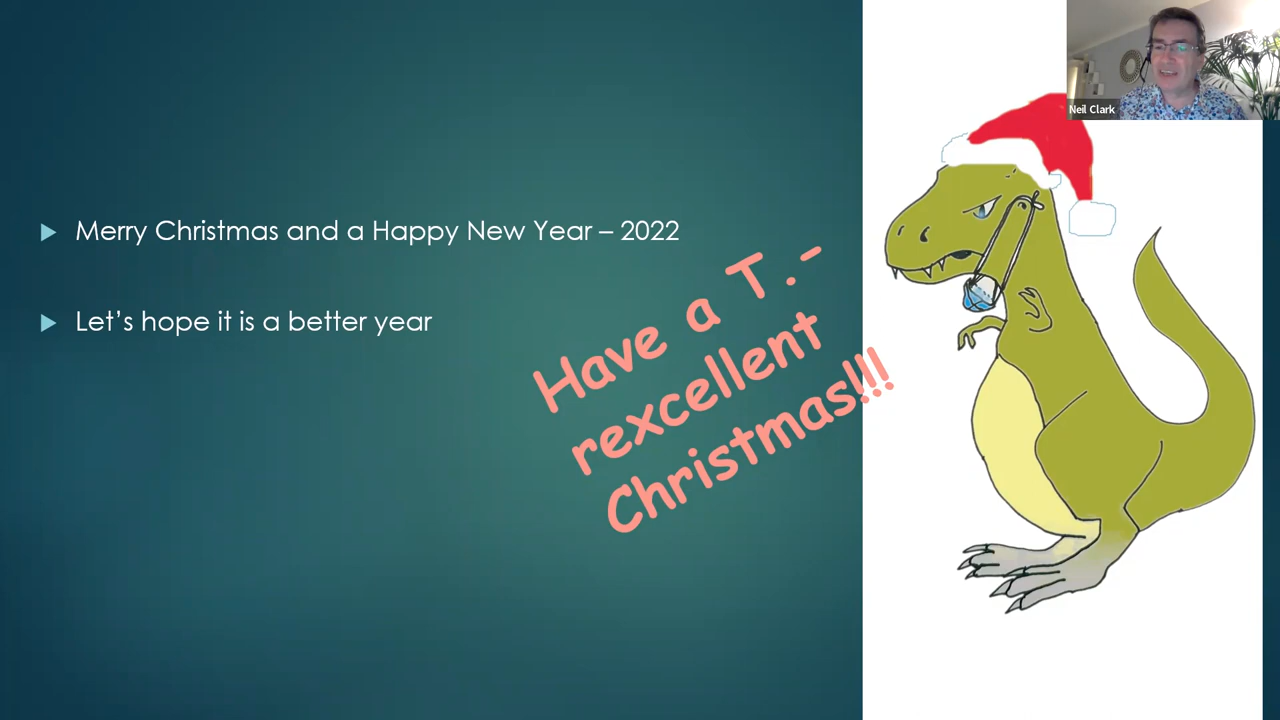 Neil Clark
Merry Christmas and a Happy New Year – 2022
Let's hope it is a better year
Have a T.-
rexcellent
Christmas!!!